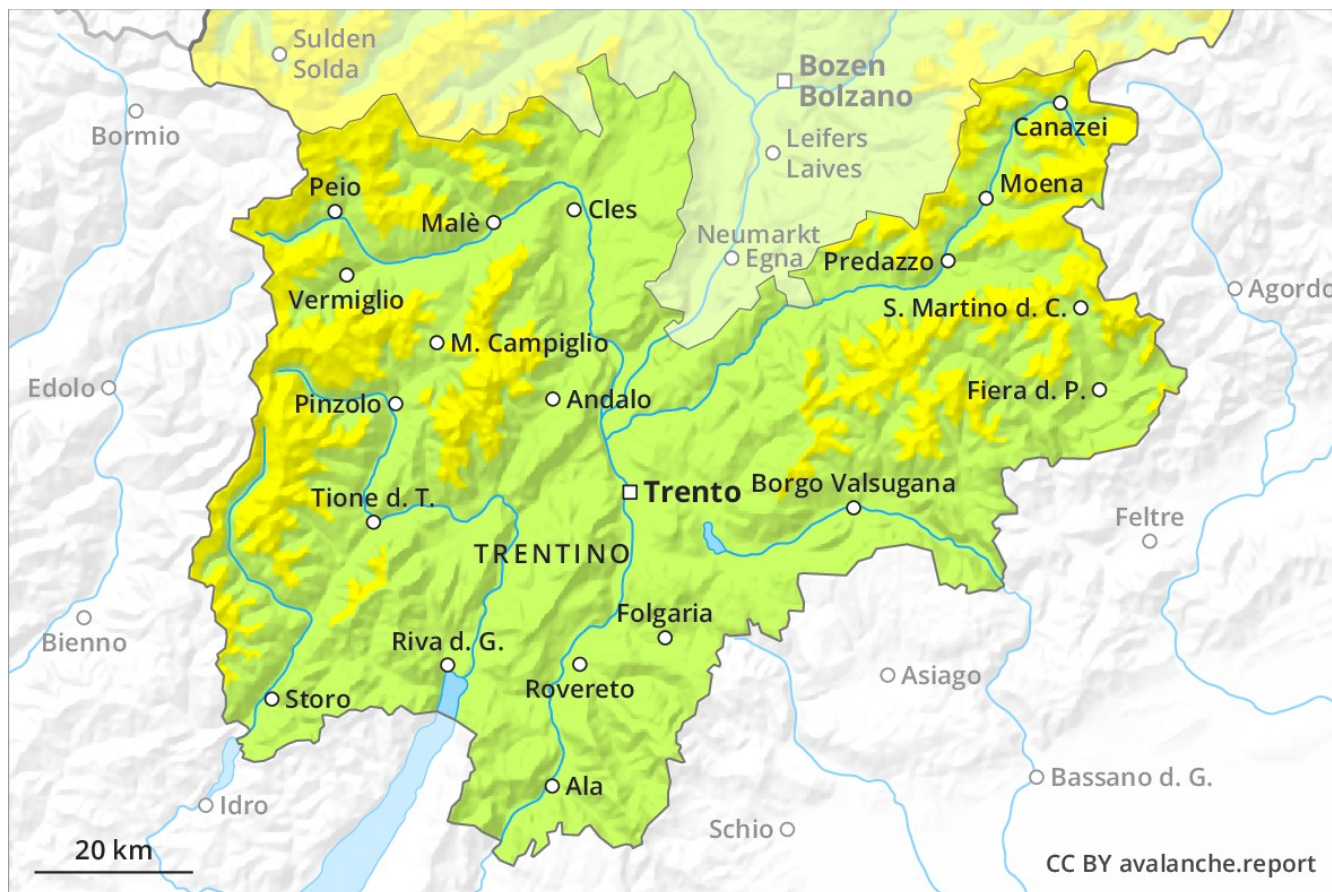 Sulden
Solda
Bozen
Bolzano
Bormio
Canazei
Leifers
Laives
Peio
Moena
Malè
Cles
Neumarkt
Egna
Predazzo
Vermiglio
Agordo
S. Martino d. C.
M. Campiglio
Edolo
Fiera d. P.
Pinzolo
Andalo
Borgo Valsugana
Trento
Tione d. T.
Feltre
TRENTINO
Folgaria
Bienno
Riva d. G.
Asiago
Rovereto
Storo
Bassano d. G.
Ala
Idro
Schio
20 km
CC BY avalanche.report